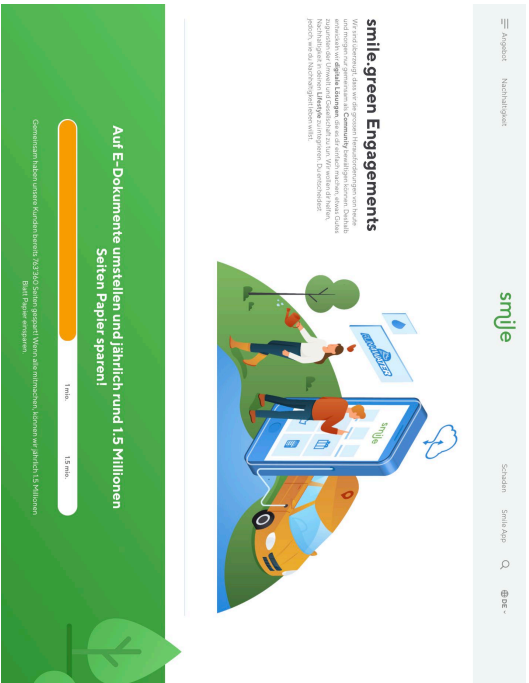 Angebot
Nachhaltigkeit
smile
Schaden
Smile App
DE
smile.green Engagements
Wir sind überzeugt, dass wir die grossen Herausforderungen von heute
und morgen nur gemeinsam als Community bewältigen können. Deshalb
entwickeln wir digitale Lösungen, die es dir einfach machen, etwas Gutes
zugunsten der Umwelt und Gesellschaft zu tun. Wir wollen dir helfen,
Nachhaltigkeit in deinen Lifestyle zu integrieren. Du entscheidest
jedoch, wie du Nachhaltigkeit leben willst.
smile
Auf E-Dokumente umstellen und jährlich rund 1.5 Millionen
Seiten Papier sparen!
1 mio.
1.5 mio.
Gemeinsam haben unsere Kunden bereits 763'360 Seiten gespart! Wenn alle mitmachen, können wir jährlich 1.5 Millionen
Blatt Papier einsparen.